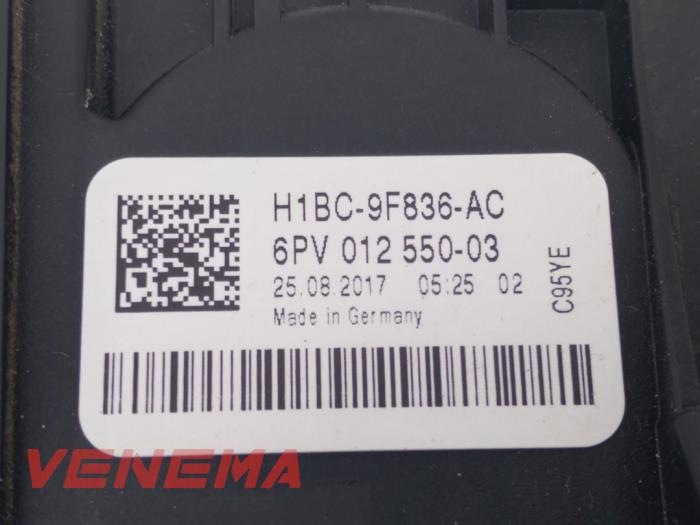 H1BC-9F836-AC
6PV 012 550-03
25.08.2017 05:25 02
Made in Germany
C95YE
VENEMA